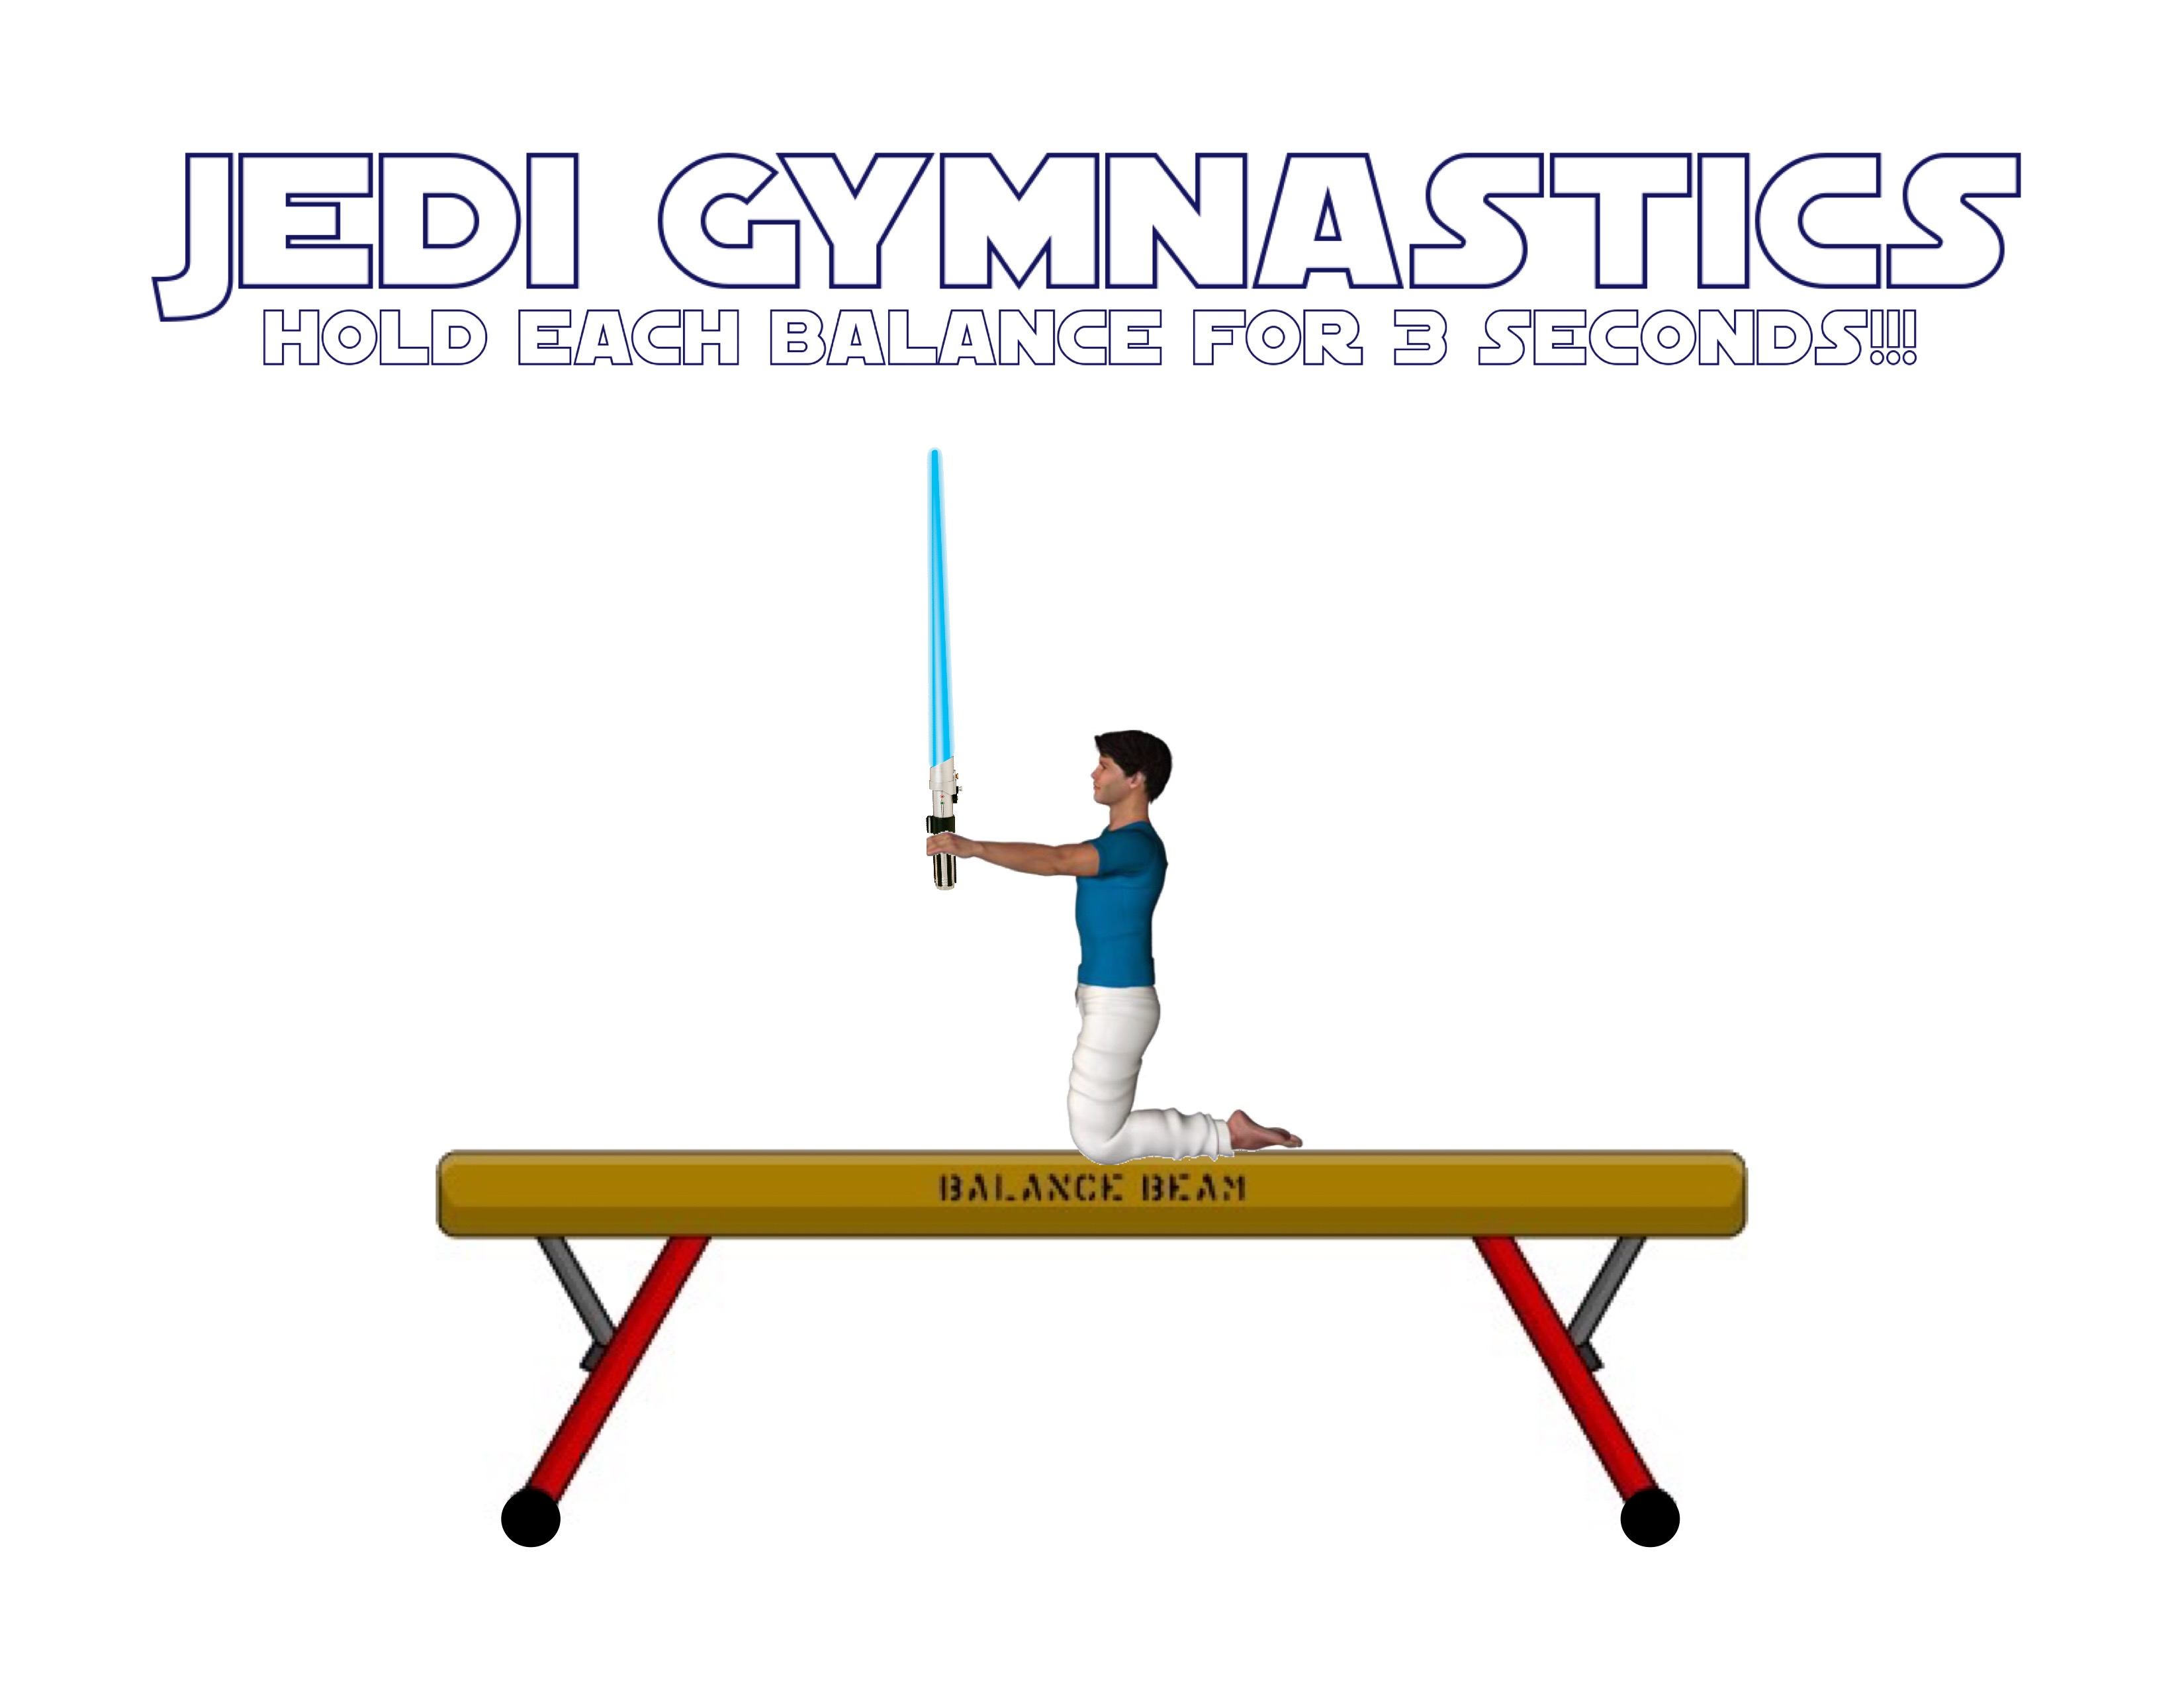 JEDI GYMNASTICS
HOLD EACH BALANCE FOR 3 SECONDS!!!
BALANCE BEAM